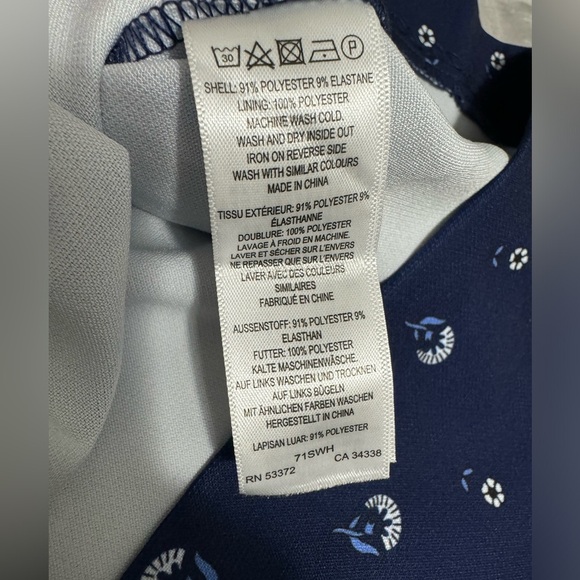 30 P
SHELL: 91% POLYESTER 9% ELASTANE
LINING: 100% POLYESTER
MACHINE WASH COLD.
WASH AND DRY INSIDE OUT
IRON ON REVERSE SIDE
WASH WITH SIMILAR COLOURS
MADE IN CHINA
TISSU EXTÉRIEUR: 91% POLYESTER 9%
ÉLASTHANNE
DOUBLURE: 100% POLYESTER
LAVAGE À FROID EN MACHINE.
LAVER ET SÉCHER SUR L'ENVERS
NE REPASSER QUE SUR L'ENVERS
LAVER AVEC DES COULEURS
SIMILAIRES
FABRIQUÉ EN CHINE
AUSSENSTOFF: 91% POLYESTER 9%
ELASTHAN
FUTTER: 100% POLYESTER
KALTE MASCHINENWÄSCHE.
AUF LINKS WASCHEN UND TROCKNEN
AUF LINKS BÜGELN
MIT ÄHNLICHEN FARBEN WASCHEN
HERGESTELLT IN CHINA
LAPISAN LUAR: 91% POLYESTER
71SWH
RN 53372 CA 34338